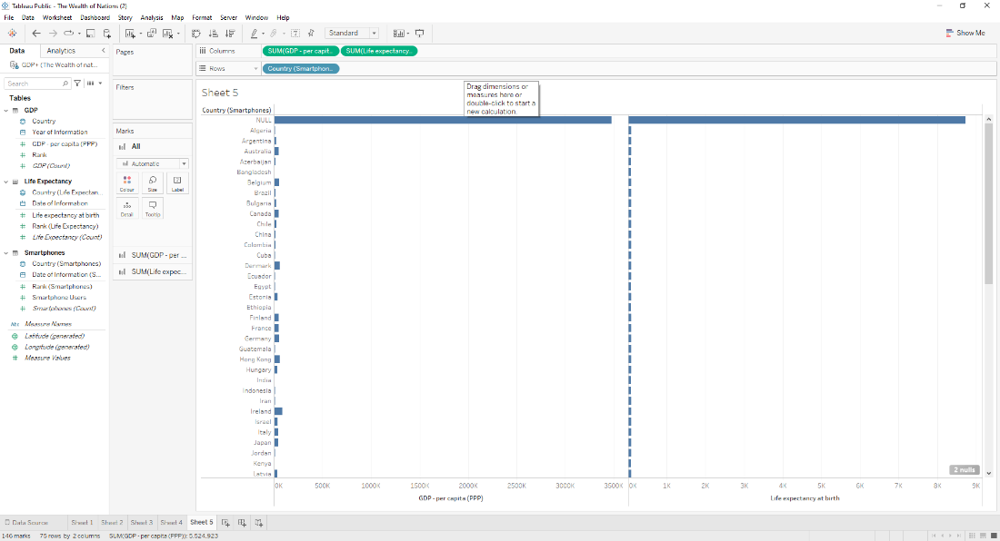 Tableau Public - The Wealth of Nations (2)
File Data Worksheet Dashboard Story Analysis Map Format Server Window Help
Standard
Show Me
Data Analytics
GDP+ (The Wealth of nat...
Search
Tables
GDP
Country
Year of Information
GDP - per capita (PPP)
Rank
GDP (Count)
Life Expectancy
Country (Life Expectan...
Date of Information
Life expectancy at birth
Rank (Life Expectancy)
Life Expectancy (Count)
Smartphones
Country (Smartphones)
Date of Information (S...
Rank (Smartphones)
Smartphone Users
Smartphones (Count)
Abc Measure Names
Latitude (generated)
Longitude (generated)
Measure Values
Pages
Filters
Marks
All
Automatic
Colour Size Label
Detail Tooltip
SUM(GDP - per ...
SUM(Life expec...
Columns SUM(GDP - per capit.. SUM(Life expectancy..
Rows Country (Smartphon..
Sheet 5
Drag dimensions or
measures here or
double-click to start a
new calculation.
Country (Smartphones)
NULL
Algeria
Argentina
Australia
Azerbaijan
Bangladesh
Belgium
Brazil
Bulgaria
Canada
Chile
China
Colombia
Cuba
Denmark
Ecuador
Egypt
Estonia
Ethiopia
Finland
France
Germany
Guatemala
Hong Kong
Hungary
India
Indonesia
Iran
Ireland
Israel
Italy
Japan
Jordan
Kenya
Latvia
2 nulls
0K 500K 1000K 1500K 2000K 2500K 3000K 3500K 0K 1K 2K 3K 4K 5K 6K 7K 8K 9K
GDP - per capita (PPP) Life expectancy at birth
Data Source Sheet 1 Sheet 2 Sheet 3 Sheet 4 Sheet 5
146 marks 75 rows by 2 columns SUM(GDP - per capita (PPP)): 5,524,923